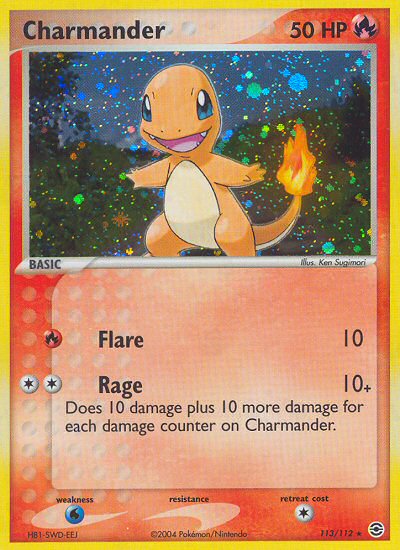 Charmander 50 HP
BASIC Illus. Ken Sugimori
Flare 10
Rage 10+
Does 10 damage plus 10 more damage for
each damage counter on Charmander.
weakness resistance retreat cost
HB1-SWD-EEJ ©2004 Pokémon/Nintendo 113/112 ★